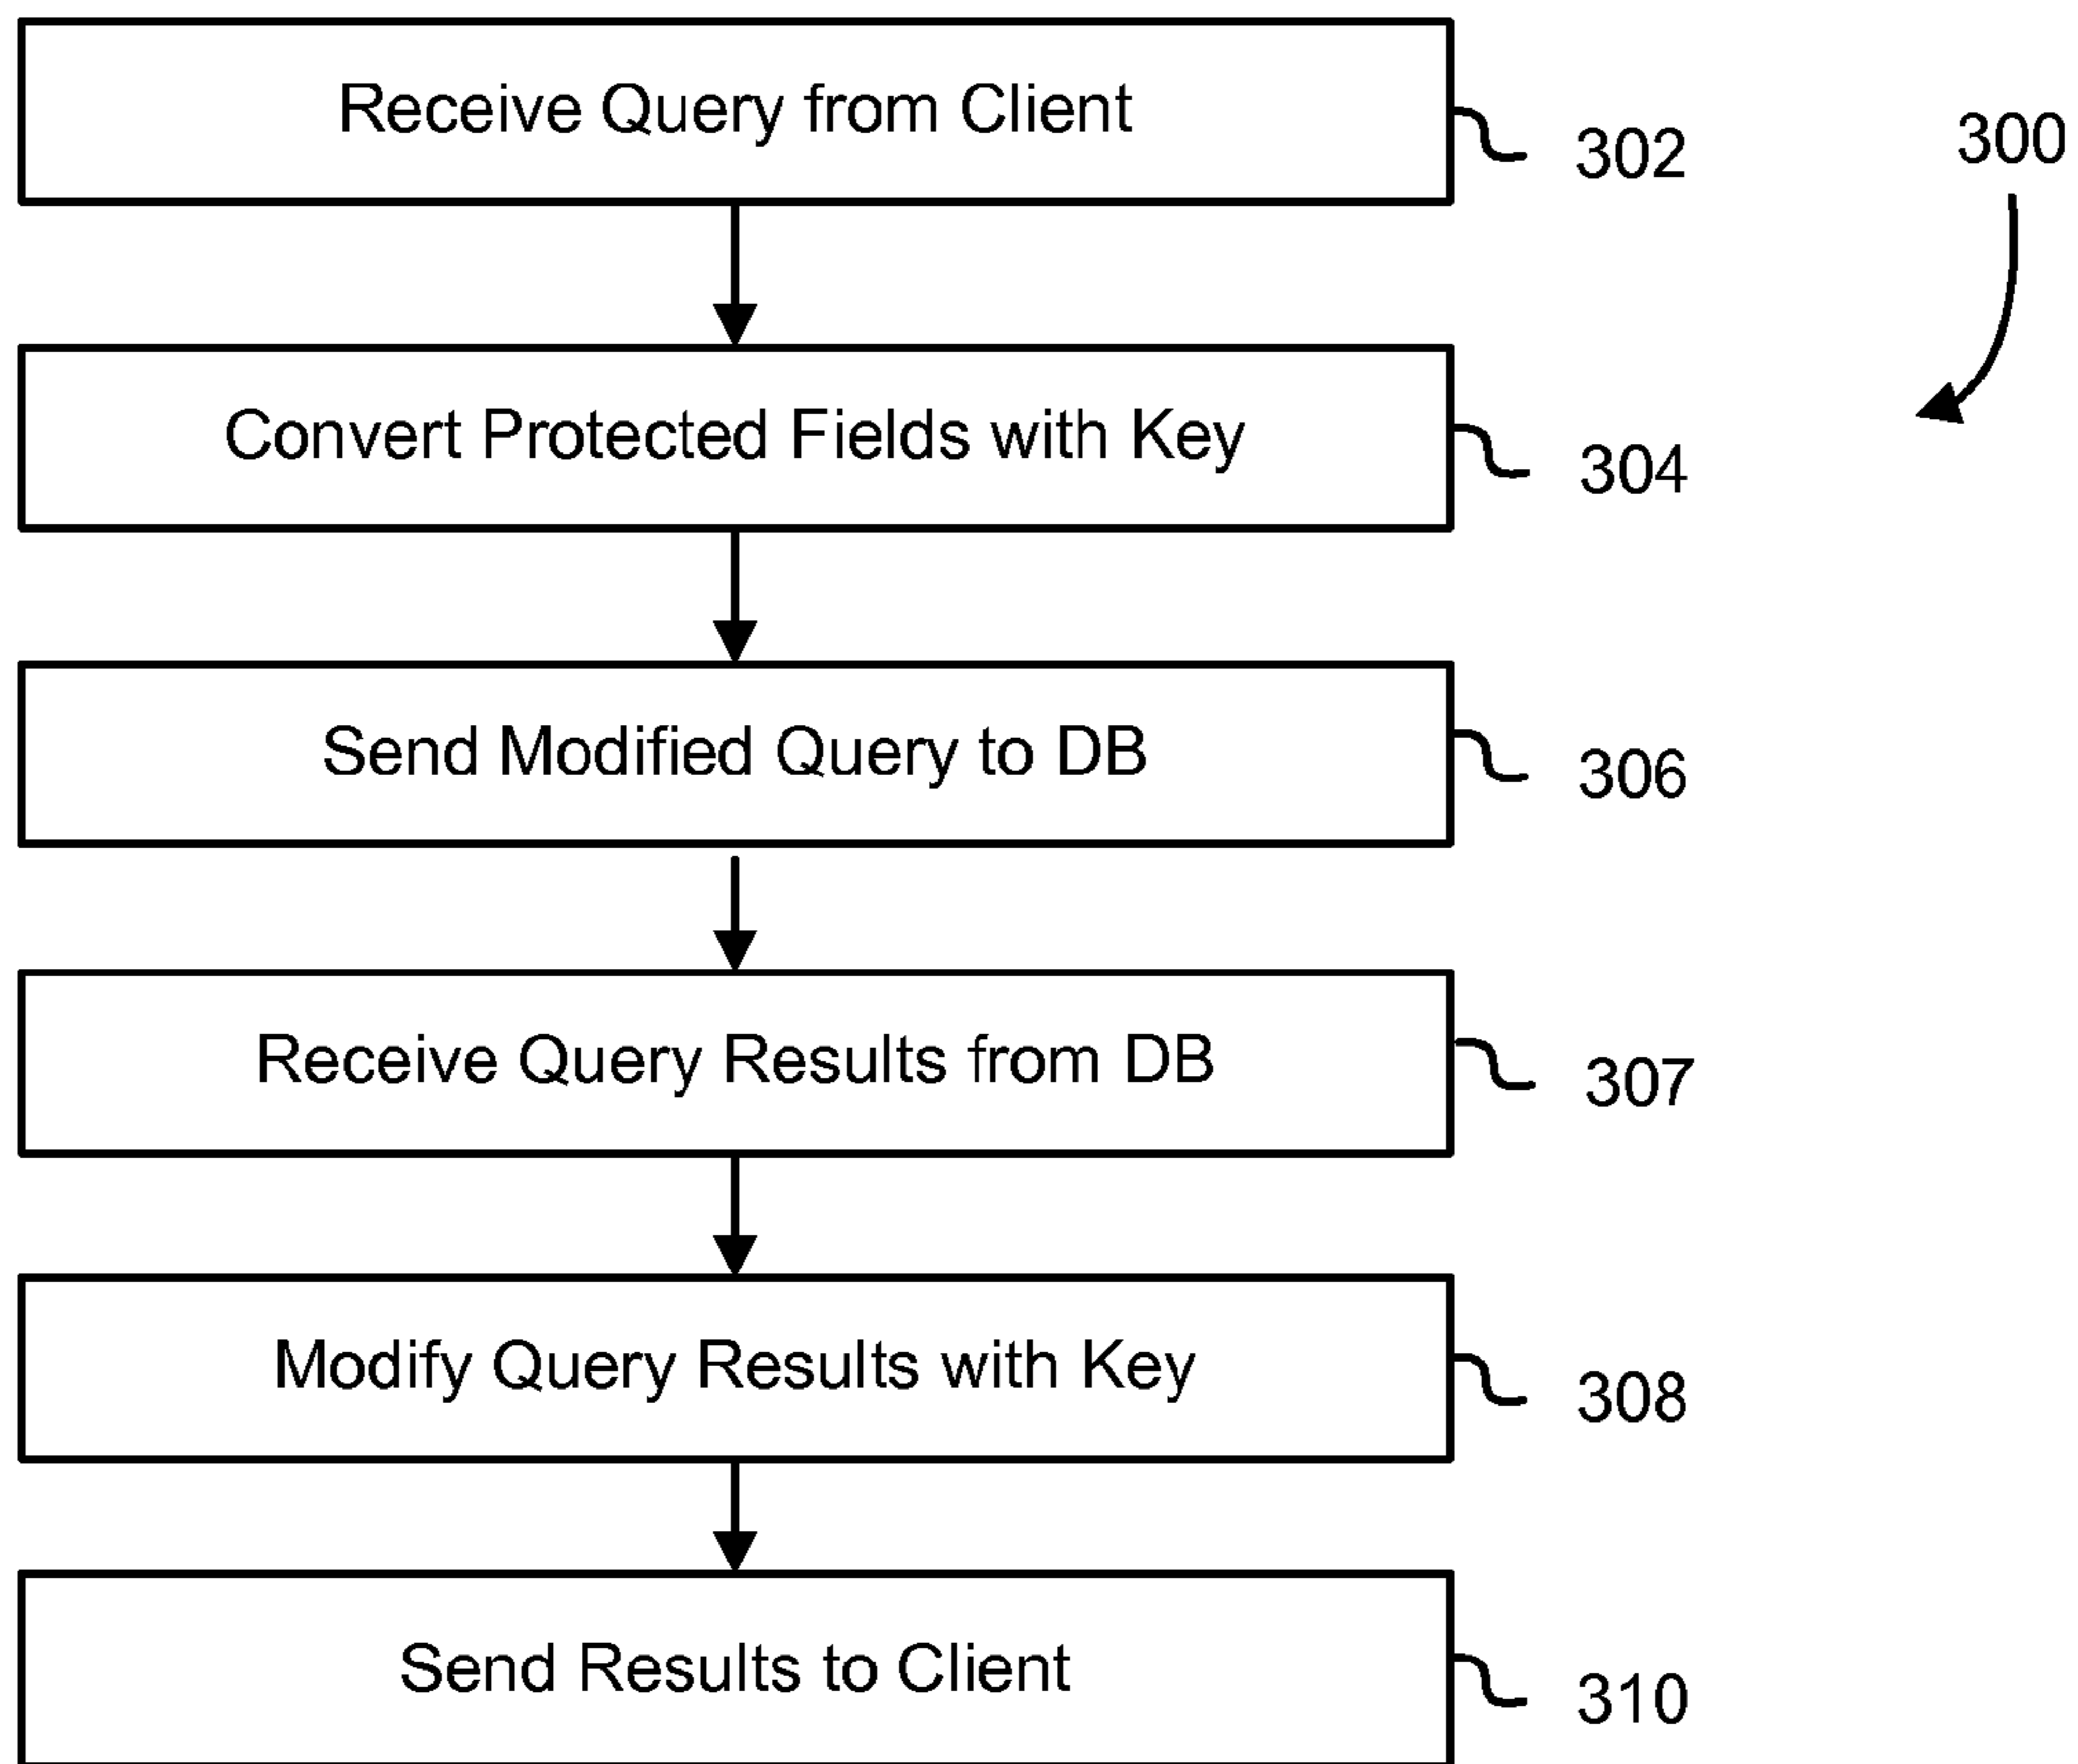 Receive Query from Client
302
300
Convert Protected Fields with Key
304
Send Modified Query to DB
306
Receive Query Results from DB
307
Modify Query Results with Key
308
Send Results to Client
310